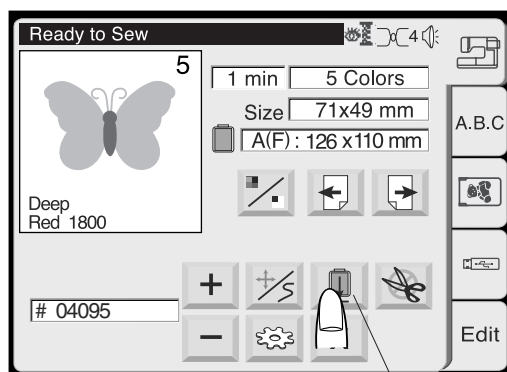 Ready to Sew
4
5
1 min
5 Colors
Size
71x49 mm
A(F) : 126 x110 mm
Deep
Red 1800
# 04095
+
−
A.B.C
Edit